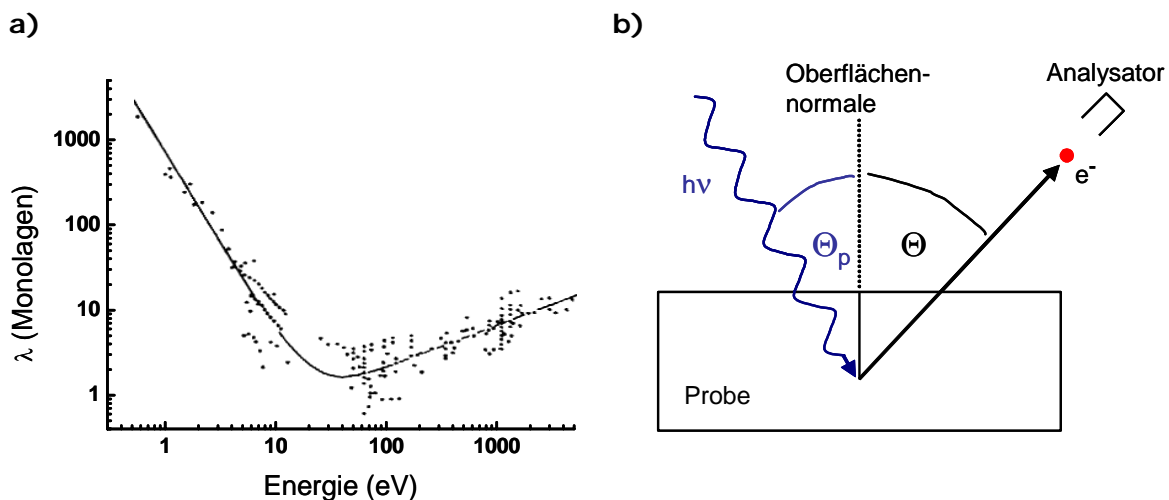 a)
1000
100
10
1
λ (Monolagen)
1 10 100 1000
Energie (eV)
b)
Oberflächen-
normale
Analysator
hν
e-
Θp
Θ
Probe